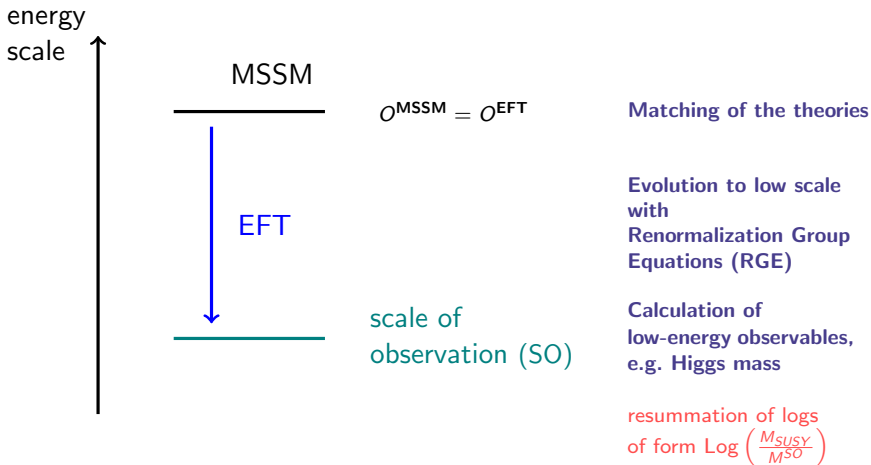 energy
scale
MSSM
O^MSSM = O^EFT
Matching of the theories
Evolution to low scale
with
Renormalization Group
Equations (RGE)
EFT
scale of
observation (SO)
Calculation of
low-energy observables,
e.g. Higgs mass
resummation of logs
of form Log (M_SUSY / M^SO)